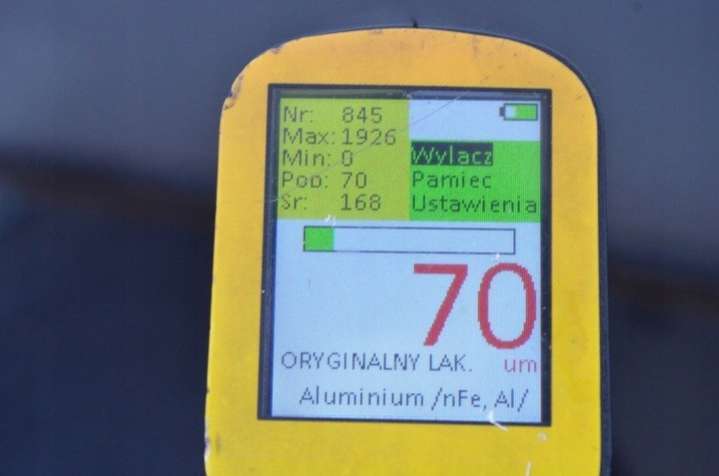 Nr: 845
Max: 1926
Min: 0
Pop: 70
Sr: 168
Wylacz
Pamiec
Ustawienia
70
um
ORYGINALNY LAK.
Aluminium /nFe, Al/